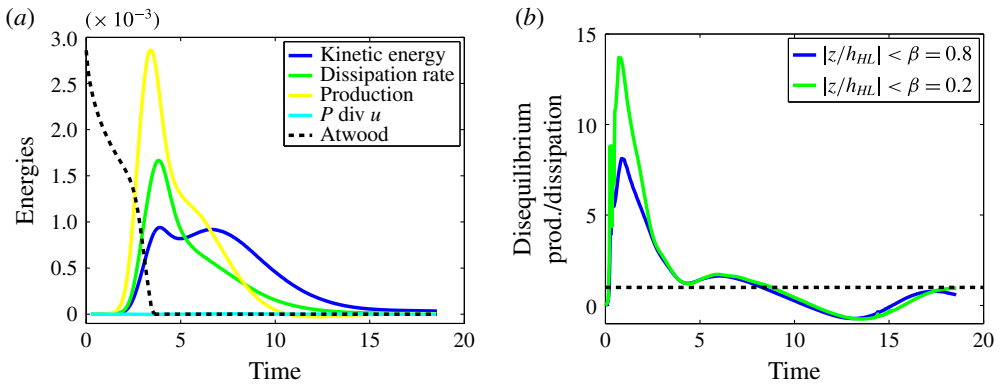 (a)
(× 10⁻³)
3.0
2.5
2.0
1.5
1.0
0.5
0
Energies
0
5
10
15
20
Time
Kinetic energy
Dissipation rate
Production
P div u
Atwood
(b)
15
10
5
0
Disequilibrium
prod./dissipation
0
5
10
15
20
Time
|z/h_HL| < β = 0.8
|z/h_HL| < β = 0.2